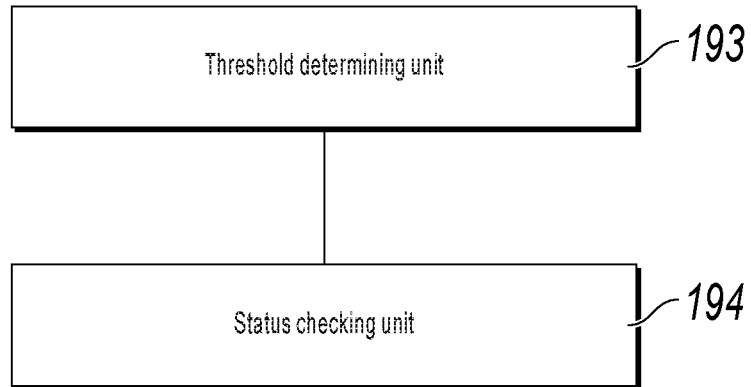 Threshold determining unit
193
Status checking unit
194